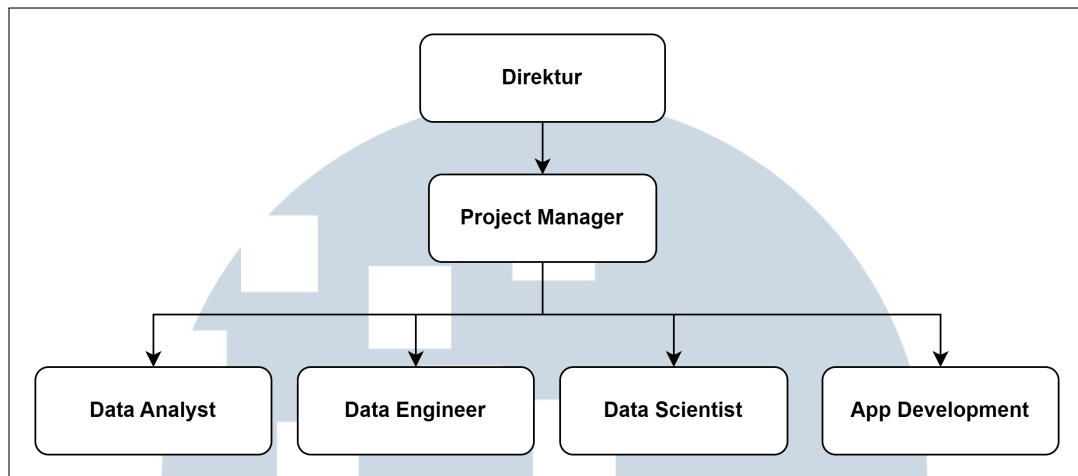 Direktur
Project Manager
Data Analyst
Data Engineer
Data Scientist
App Development